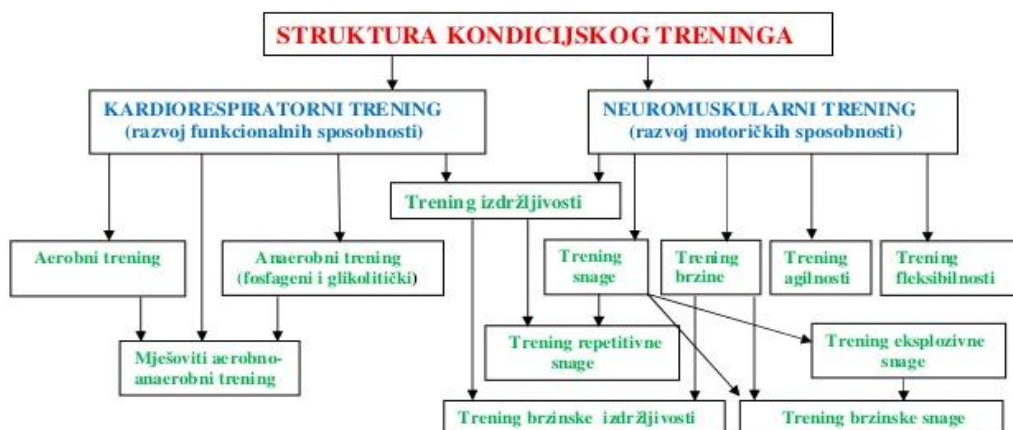 STRUKTURA KONDICIJSKOG TRENINGA
KARDIORESPIRATORNI TRENING
(razvoj funkcionalnih sposobnosti)
NEUROMUSKULARNI TRENING
(razvoj motoričkih sposobnosti)
Trening izdržljivosti
Aerobni trening
Anaerobni trening
(fosfageni i glikolitički)
Trening
snage
Trening
brzine
Trening
agilnosti
Trening
fleksibilnosti
Mješoviti aerobno-
anaerobni trening
Trening repetitivne
snage
Trening eksplozivne
snage
Trening brzinske izdržljivosti
Trening brzinske snage